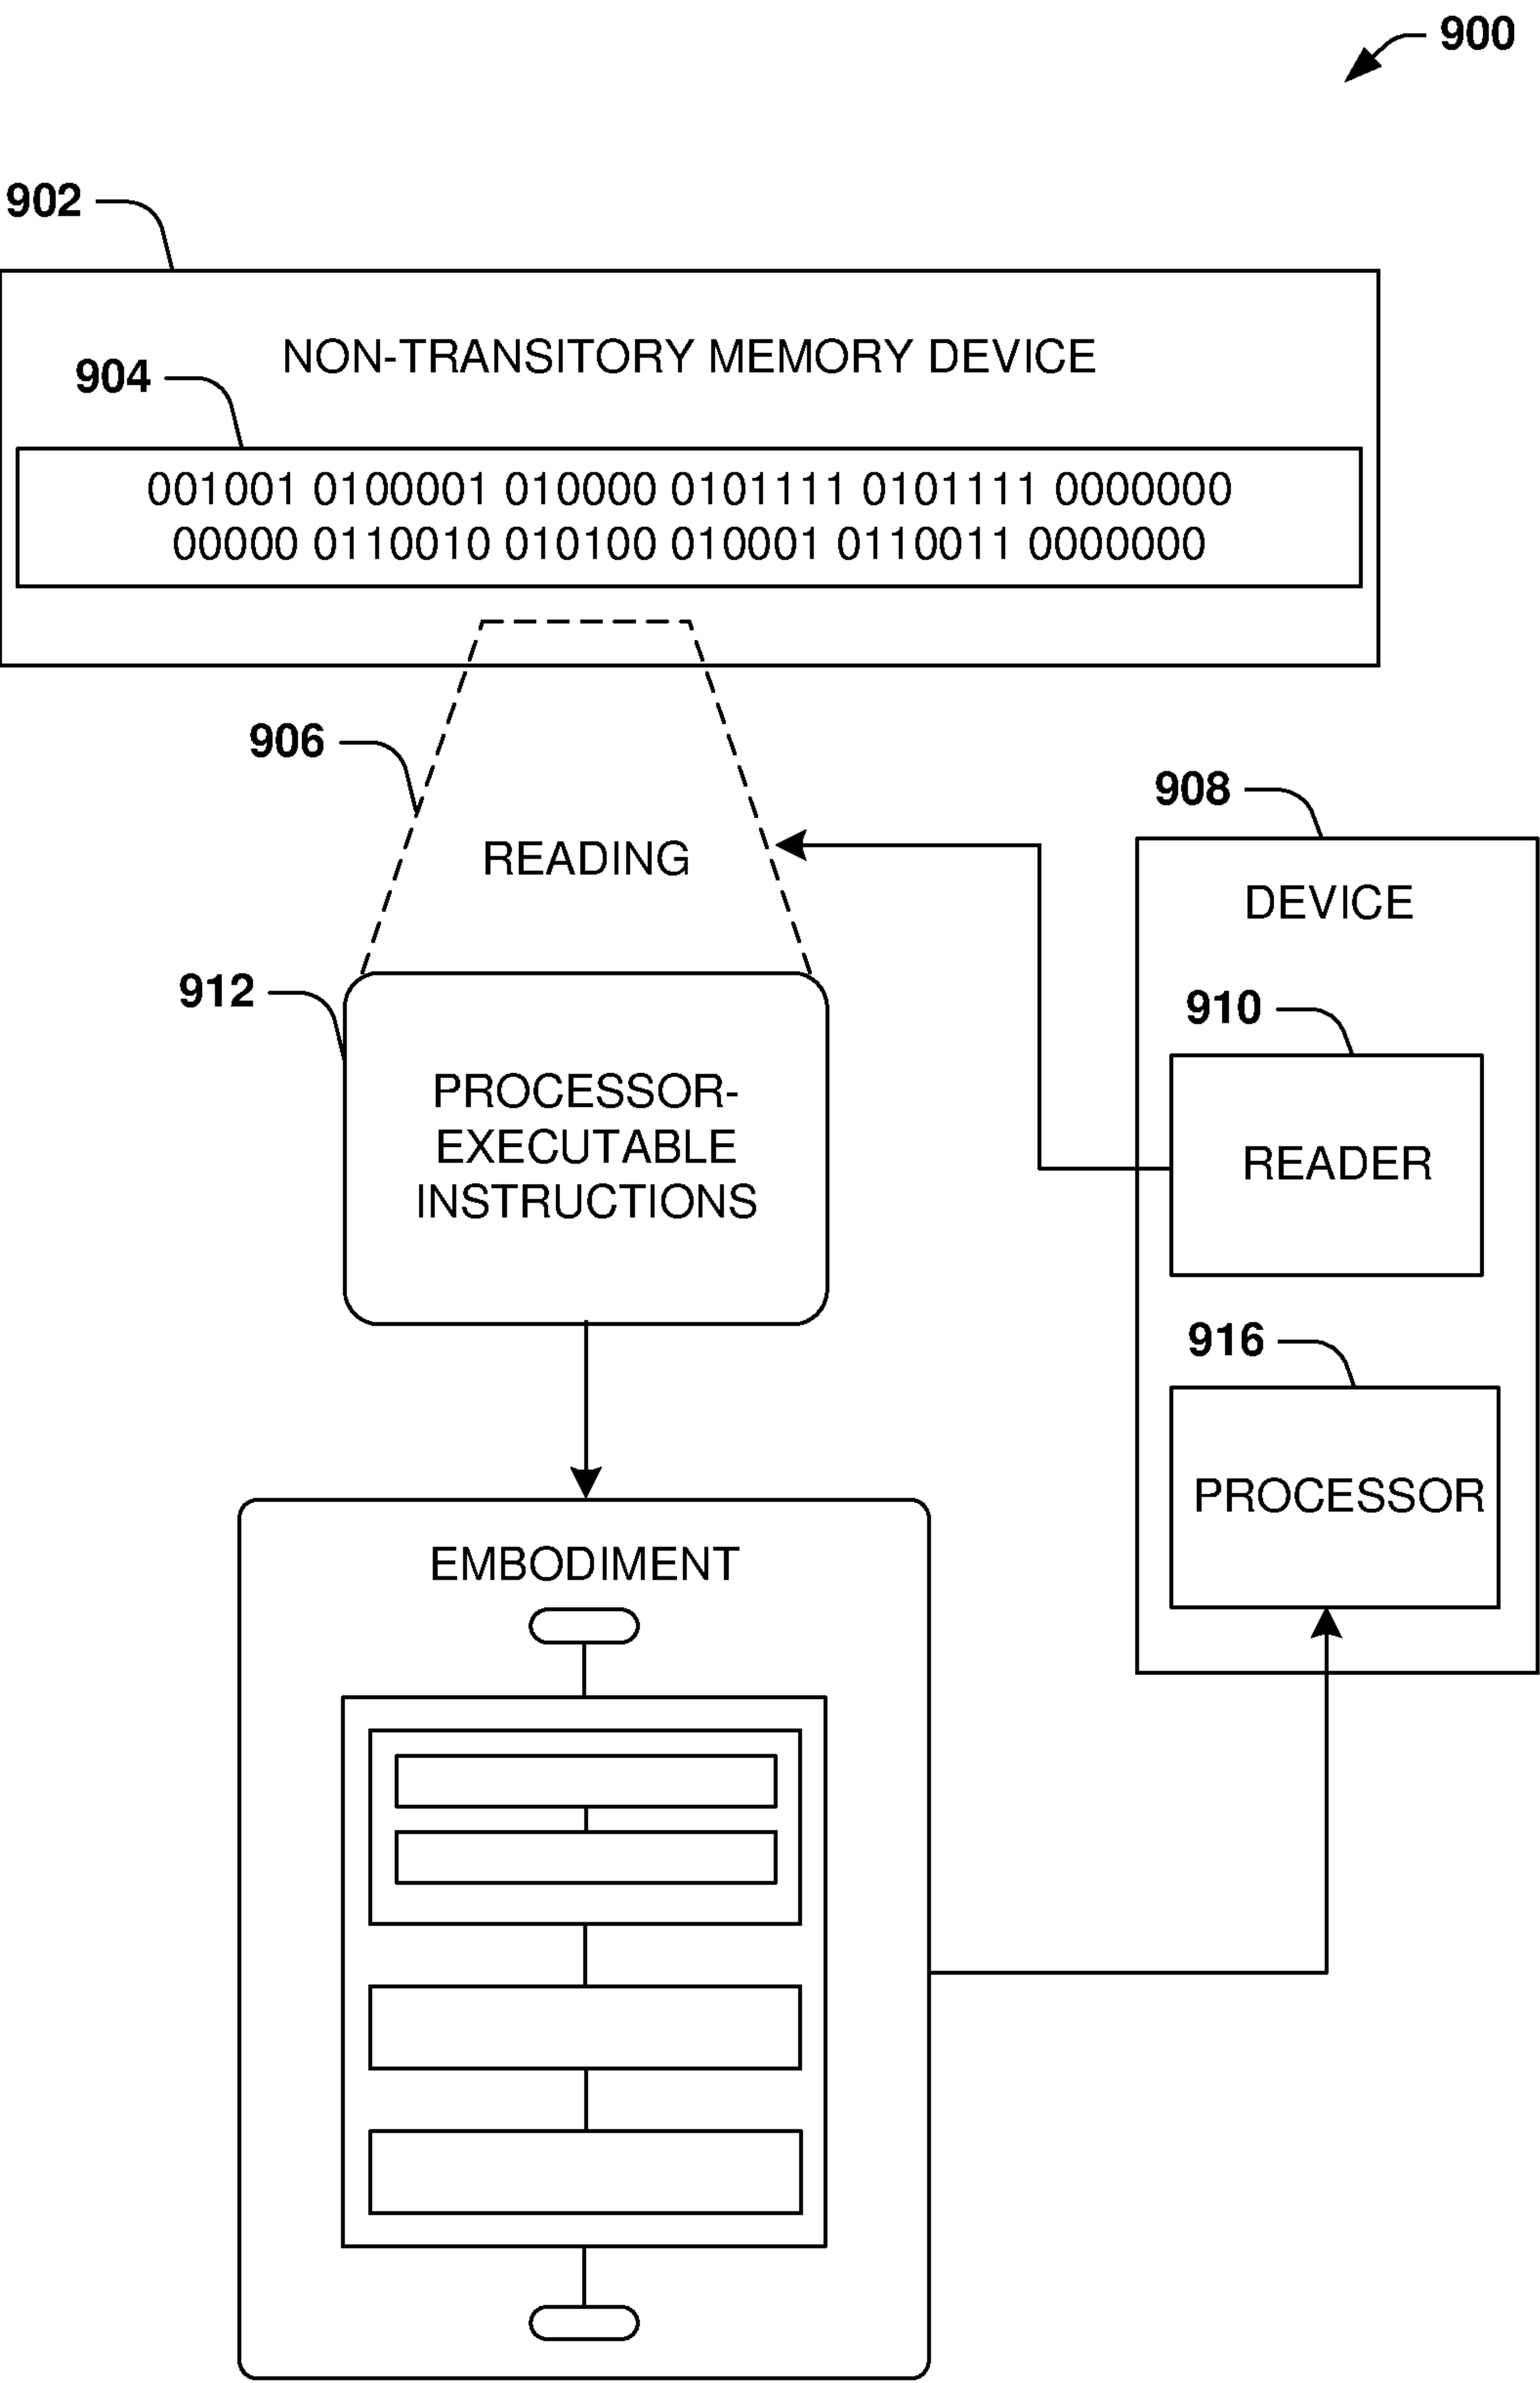 900
902
NON-TRANSITORY MEMORY DEVICE
904
001001 0100001 010000 0101111 0101111 0000000
00000 0110010 010100 010001 0110011 0000000
906
908
READING
DEVICE
912
910
PROCESSOR-
EXECUTABLE
INSTRUCTIONS
READER
916
PROCESSOR
EMBODIMENT